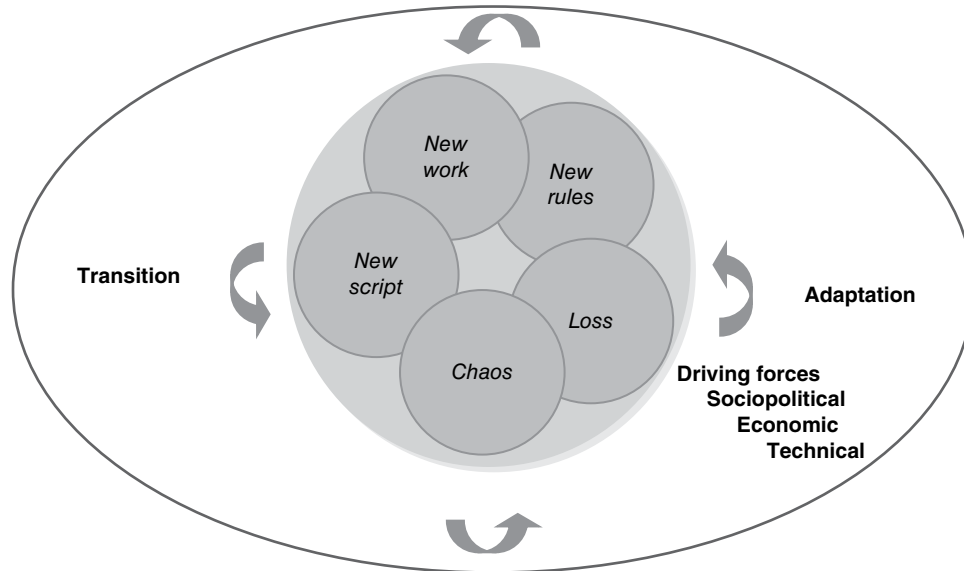 New
work
New
rules
Transition
New
script
Adaptation
Loss
Chaos
Driving forces
Sociopolitical
Economic
Technical